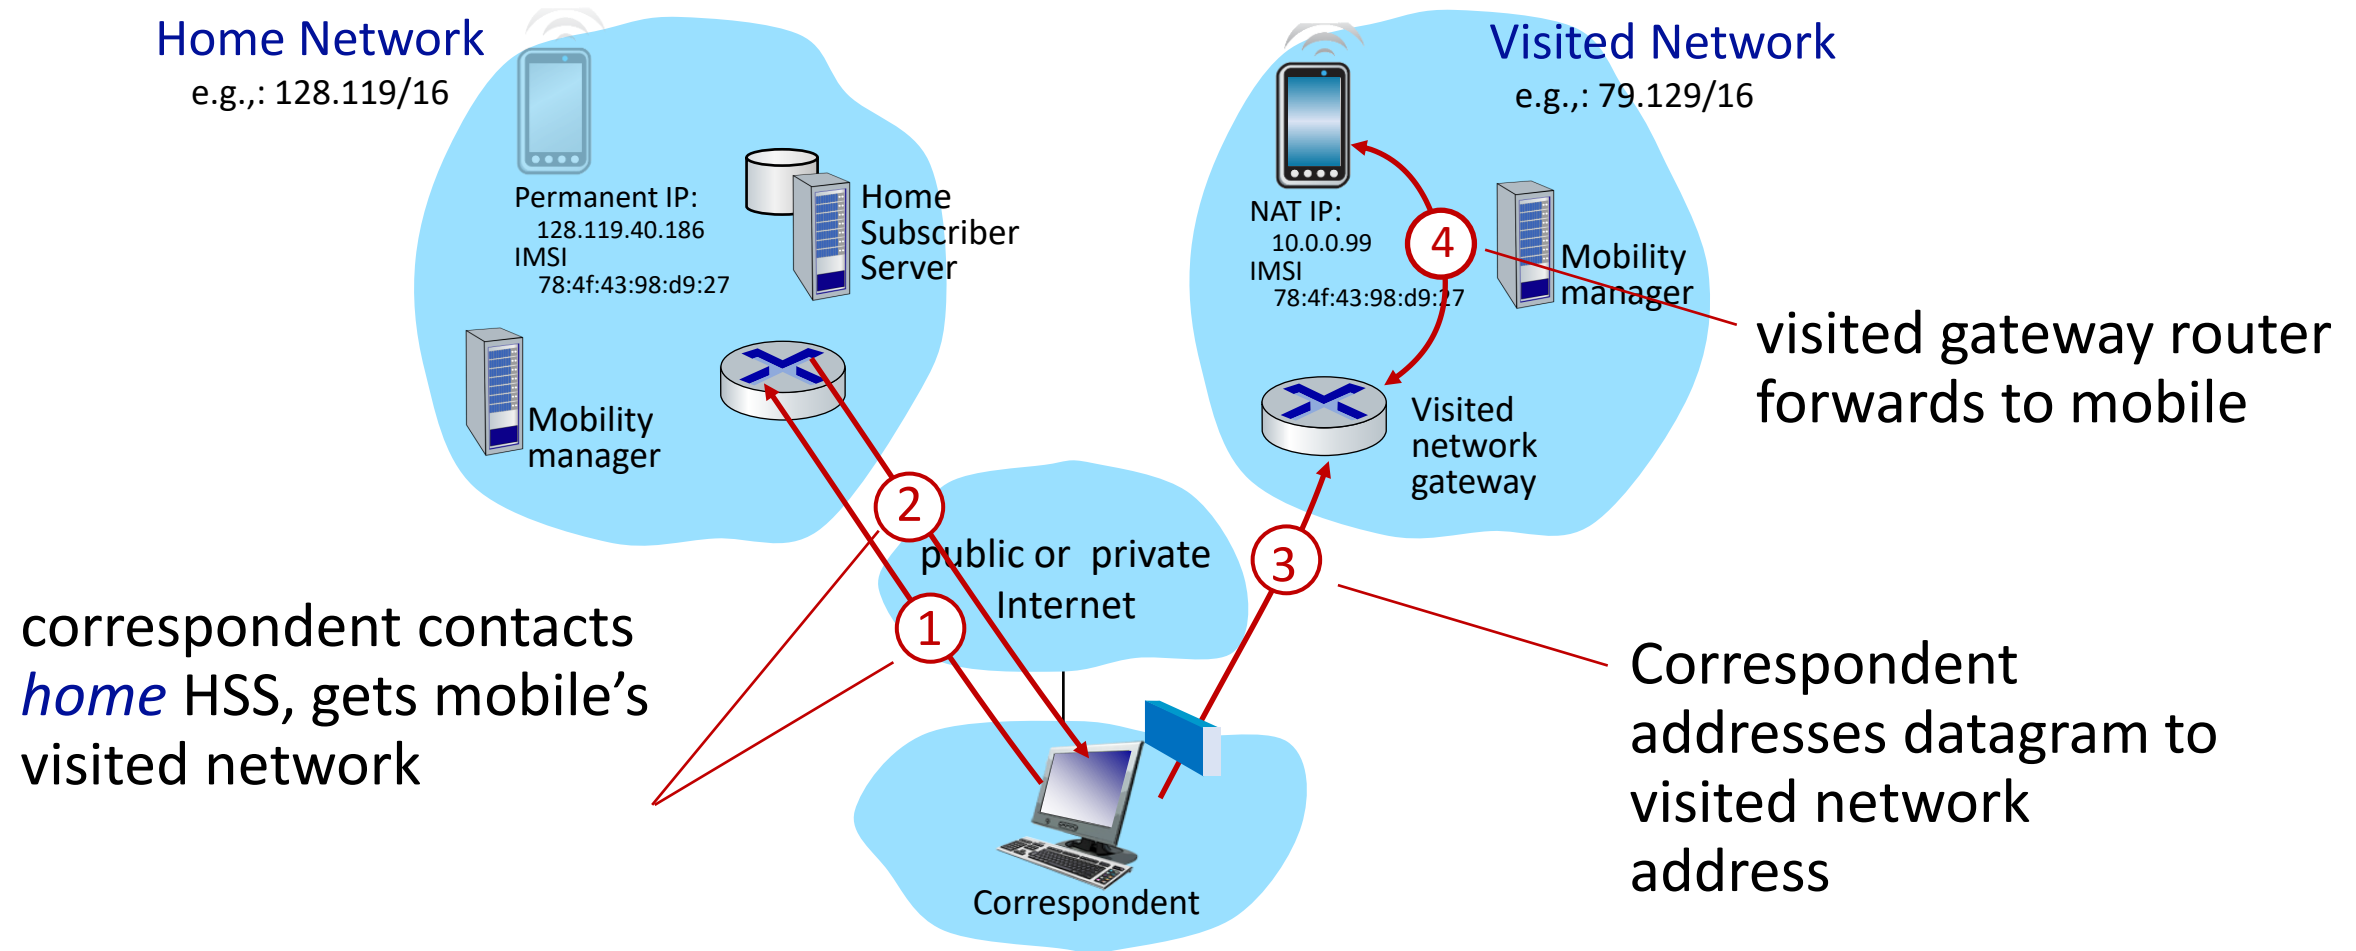 Home Network
e.g.,: 128.119/16
Visited Network
e.g.,: 79.129/16
Permanent IP:
128.119.40.186
IMSI
78:4f:43:98:d9:27
Home
Subscriber
Server
Mobility
manager
NAT IP:
10.0.0.99
IMSI
78:4f:43:98:d9:27
4
Mobility
manager
visited gateway router
forwards to mobile
Visited
network
gateway
2
public or private
Internet
3
1
correspondent contacts
home HSS, gets mobile’s
visited network
Correspondent
addresses datagram to
visited network
address
Correspondent